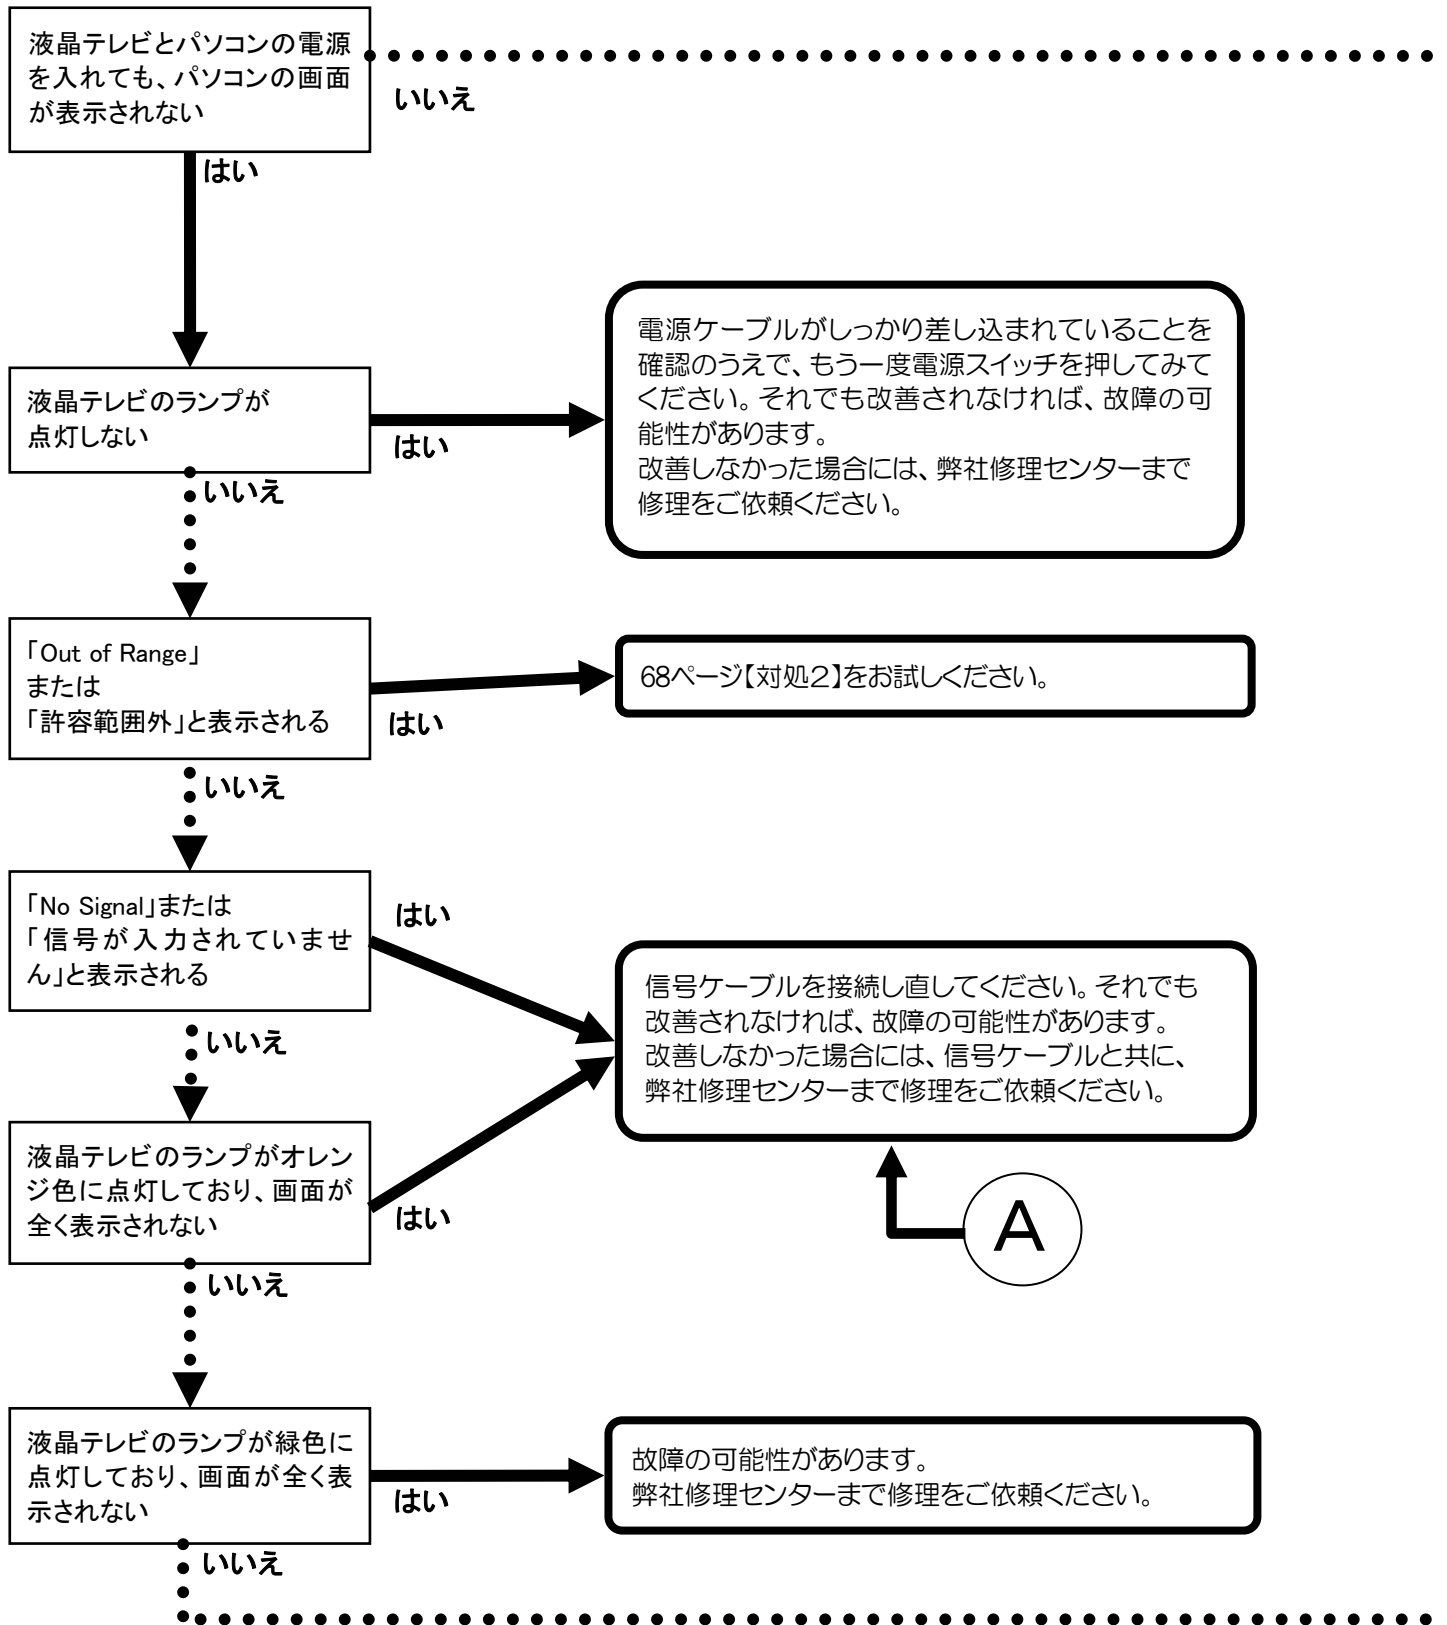 液晶テレビとパソコンの電源
を入れても、パソコンの画面
が表示されない
いいえ
はい
液晶テレビのランプが
点灯しない
はい
電源ケーブルがしっかり差し込まれていることを
確認のうえで、もう一度電源スイッチを押してみて
ください。それでも改善されなければ、故障の可
能性があります。
改善しなかった場合には、弊社修理センターまで
修理をご依頼ください。
いいえ
「Out of Range」
または
「許容範囲外」と表示される
はい
68ページ【対処2】をお試しください。
いいえ
「No Signal」または
「信号が入力されていませ
ん」と表示される
はい
信号ケーブルを接続し直してください。それでも
改善されなければ、故障の可能性があります。
改善しなかった場合には、信号ケーブルと共に、
弊社修理センターまで修理をご依頼ください。
いいえ
液晶テレビのランプがオレン
ジ色に点灯しており、画面が
全く表示されない
はい
A
いいえ
液晶テレビのランプが緑色に
点灯しており、画面が全く表
示されない
はい
故障の可能性があります。
弊社修理センターまで修理をご依頼ください。
いいえ